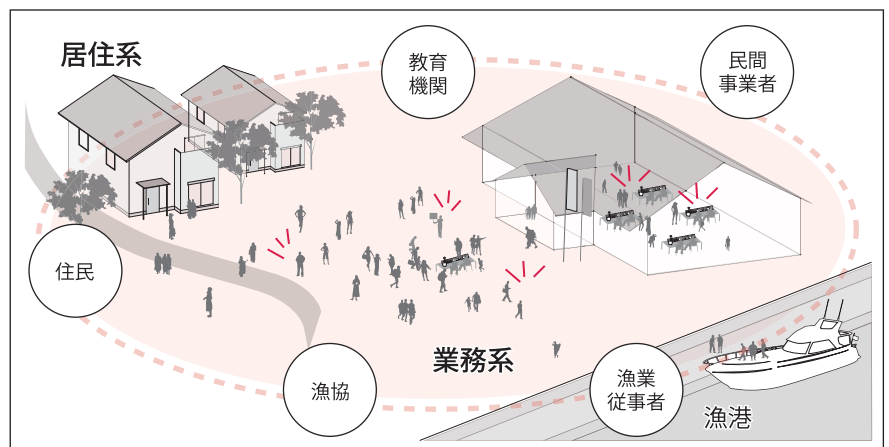 居住系
教育
機関
民間
事業者
住民
業務系
漁協
漁業
従事者
漁港